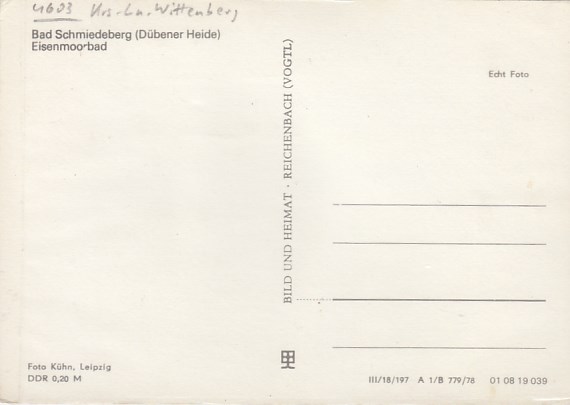 4603 Krs. Lu. Wittenberg
Bad Schmiedeberg (Dübener Heide)
Eisenmoorbad
Echt Foto
BILD UND HEIMAT · REICHENBACH (VOGTL)
Foto Kühn, Leipzig
DDR 0,20 M
III/18/197 A 1/B 779/78 01 08 19 039